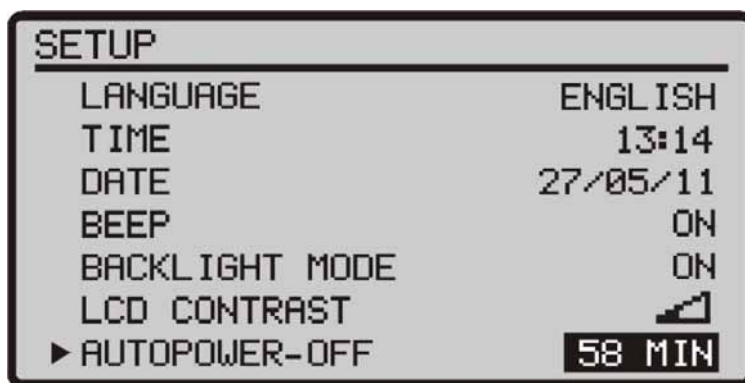 SETUP
LANGUAGE ENGLISH
TIME 13:14
DATE 27/05/11
BEEP ON
BACKLIGHT MODE ON
LCD CONTRAST
►AUTOPOWER-OFF 58 MIN